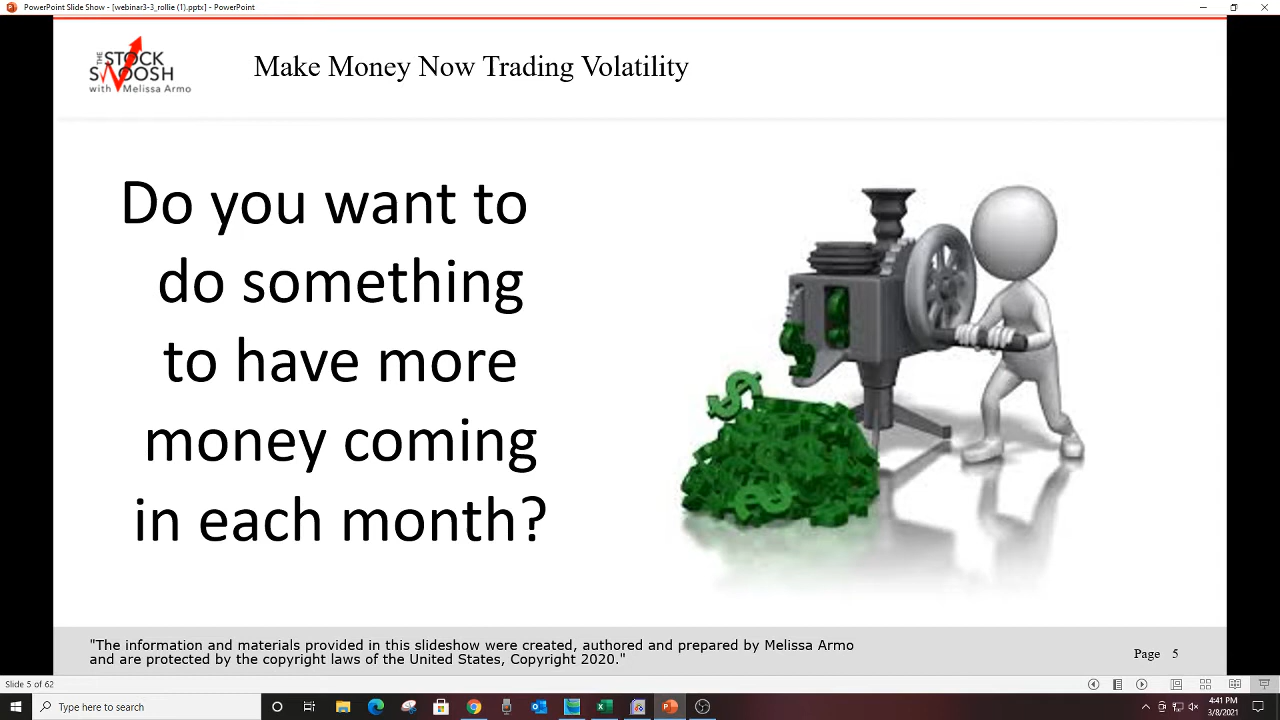 PowerPoint Slide Show - [webinar3-3_rollie (1).pptx] - PowerPoint
THE
STOCK
SWOOSH
with Melissa Armo
Make Money Now Trading Volatility
Do you want to
do something
to have more
money coming
in each month?
"The information and materials provided in this slideshow were created, authored and prepared by Melissa Armo
and are protected by the copyright laws of the United States, Copyright 2020."
Page 5
Slide 5 of 62
Type here to search
4:41 PM
3/8/2021